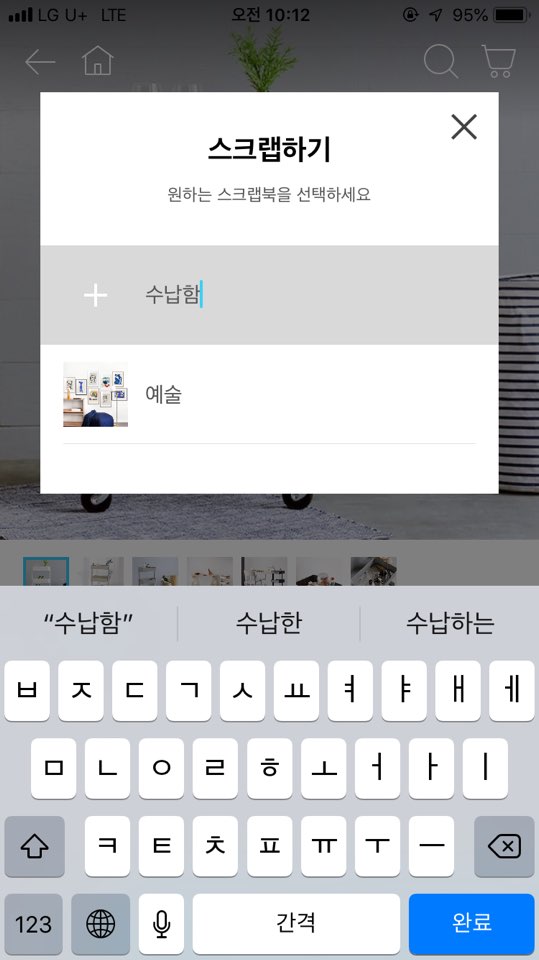 LG U+ LTE 오전 10:12 95%
스크랩하기
원하는 스크랩북을 선택하세요
+ 수납함
예술
“수납함” 수납한 수납하는
ㅂ ㅈ ㄷ ㄱ ㅅ ㅛ ㅕ ㅑ ㅐ ㅔ
ㅁ ㄴ ㅇ ㄹ ㅎ ㅗ ㅓ ㅏ ㅣ
ㅋ ㅌ ㅊ ㅍ ㅠ ㅜ ㅡ
123 간격 완료